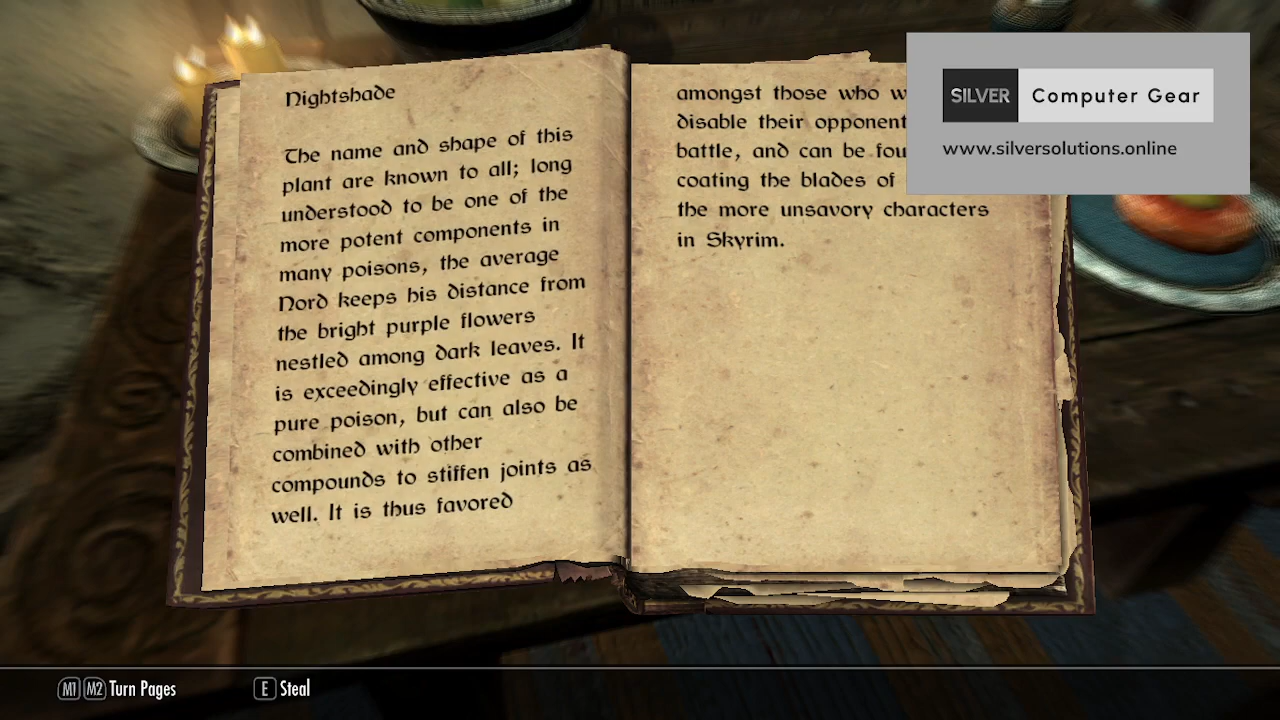 Nightshade
The name and shape of this
plant are known to all; long
understood to be one of the
more potent components in
many poisons, the average
Nord keeps his distance from
the bright purple flowers
nestled among dark leaves. It
is exceedingly effective as a
pure poison, but can also be
combined with other
compounds to stiffen joints as
well. It is thus favored
amongst those who
disable their
battle, and can be
coating the blades of
the more unsavory characters
in Skyrim.
SILVER Computer Gear
www.silversolutions.online
M1 M2 Turn Pages
E Steal